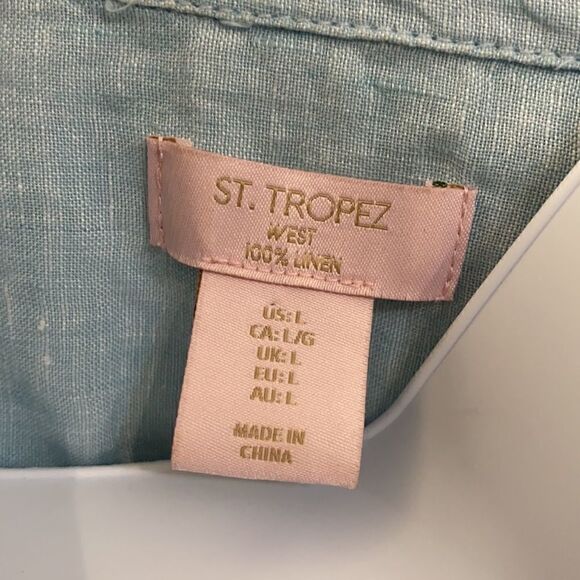 ST. TROPEZ
WEST
100% LINEN
US: L
CA: L/G
UK: L
EU: L
AU: L
MADE IN
CHINA